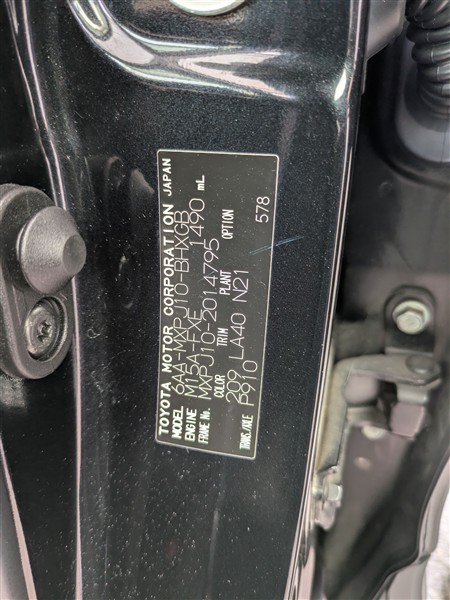 TOYOTA MOTOR CORPORATION JAPAN
MODEL 6AA-MXPJ10-BHXGB
ENGINE M15A-FXE 1490 mL
FRAME No. MXPJ10-2014795
COLOR TRIM PLANT OPTION
209 LA40 N21 578
TRANS./AXLE P910